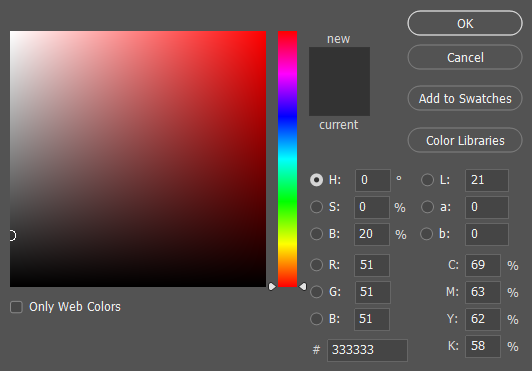 new
current
OK
Cancel
Add to Swatches
Color Libraries
H: 0 °
S: 0 %
B: 20 %
R: 51
G: 51
B: 51
# 333333
L: 21
a: 0
b: 0
C: 69 %
M: 63 %
Y: 62 %
K: 58 %
Only Web Colors